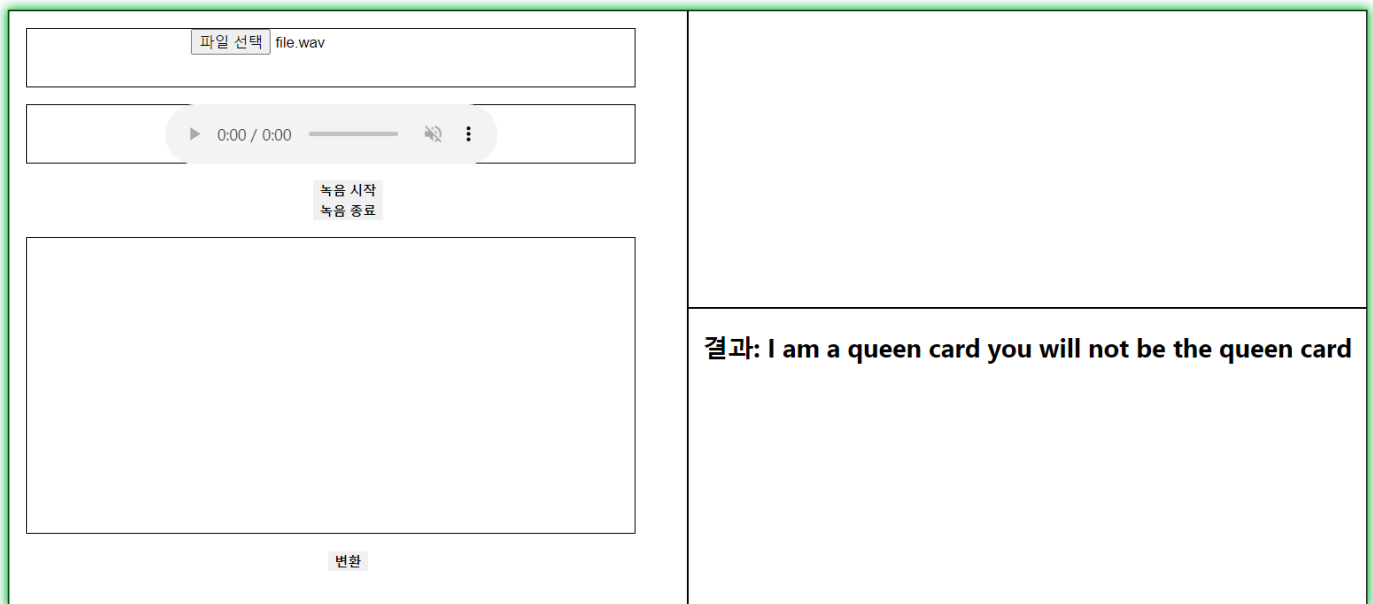 파일 선택 file.wav
0:00 / 0:00
녹음 시작
녹음 종료
변환
결과: I am a queen card you will not be the queen card